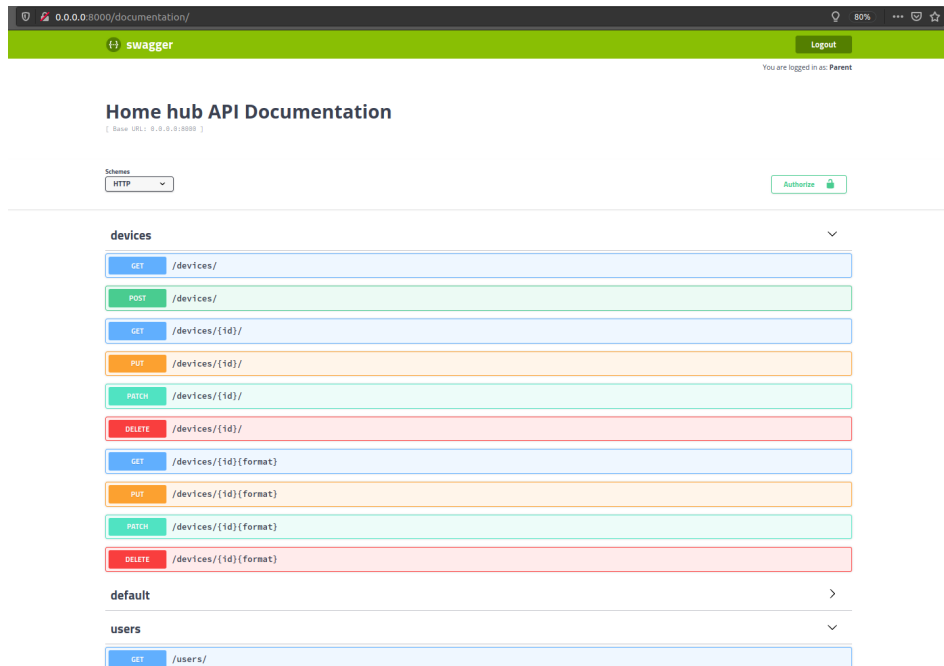 0.0.0.0:8000/documentation/ 80%
swagger Logout
You are logged in as: Parent
Home hub API Documentation
[ Base URL: 0.0.0.0:8000 ]
Schemes
HTTP Authorize
devices
GET /devices/
POST /devices/
GET /devices/{id}/
PUT /devices/{id}/
PATCH /devices/{id}/
DELETE /devices/{id}/
GET /devices/{id}{format}
PUT /devices/{id}{format}
PATCH /devices/{id}{format}
DELETE /devices/{id}{format}
default
users
GET /users/